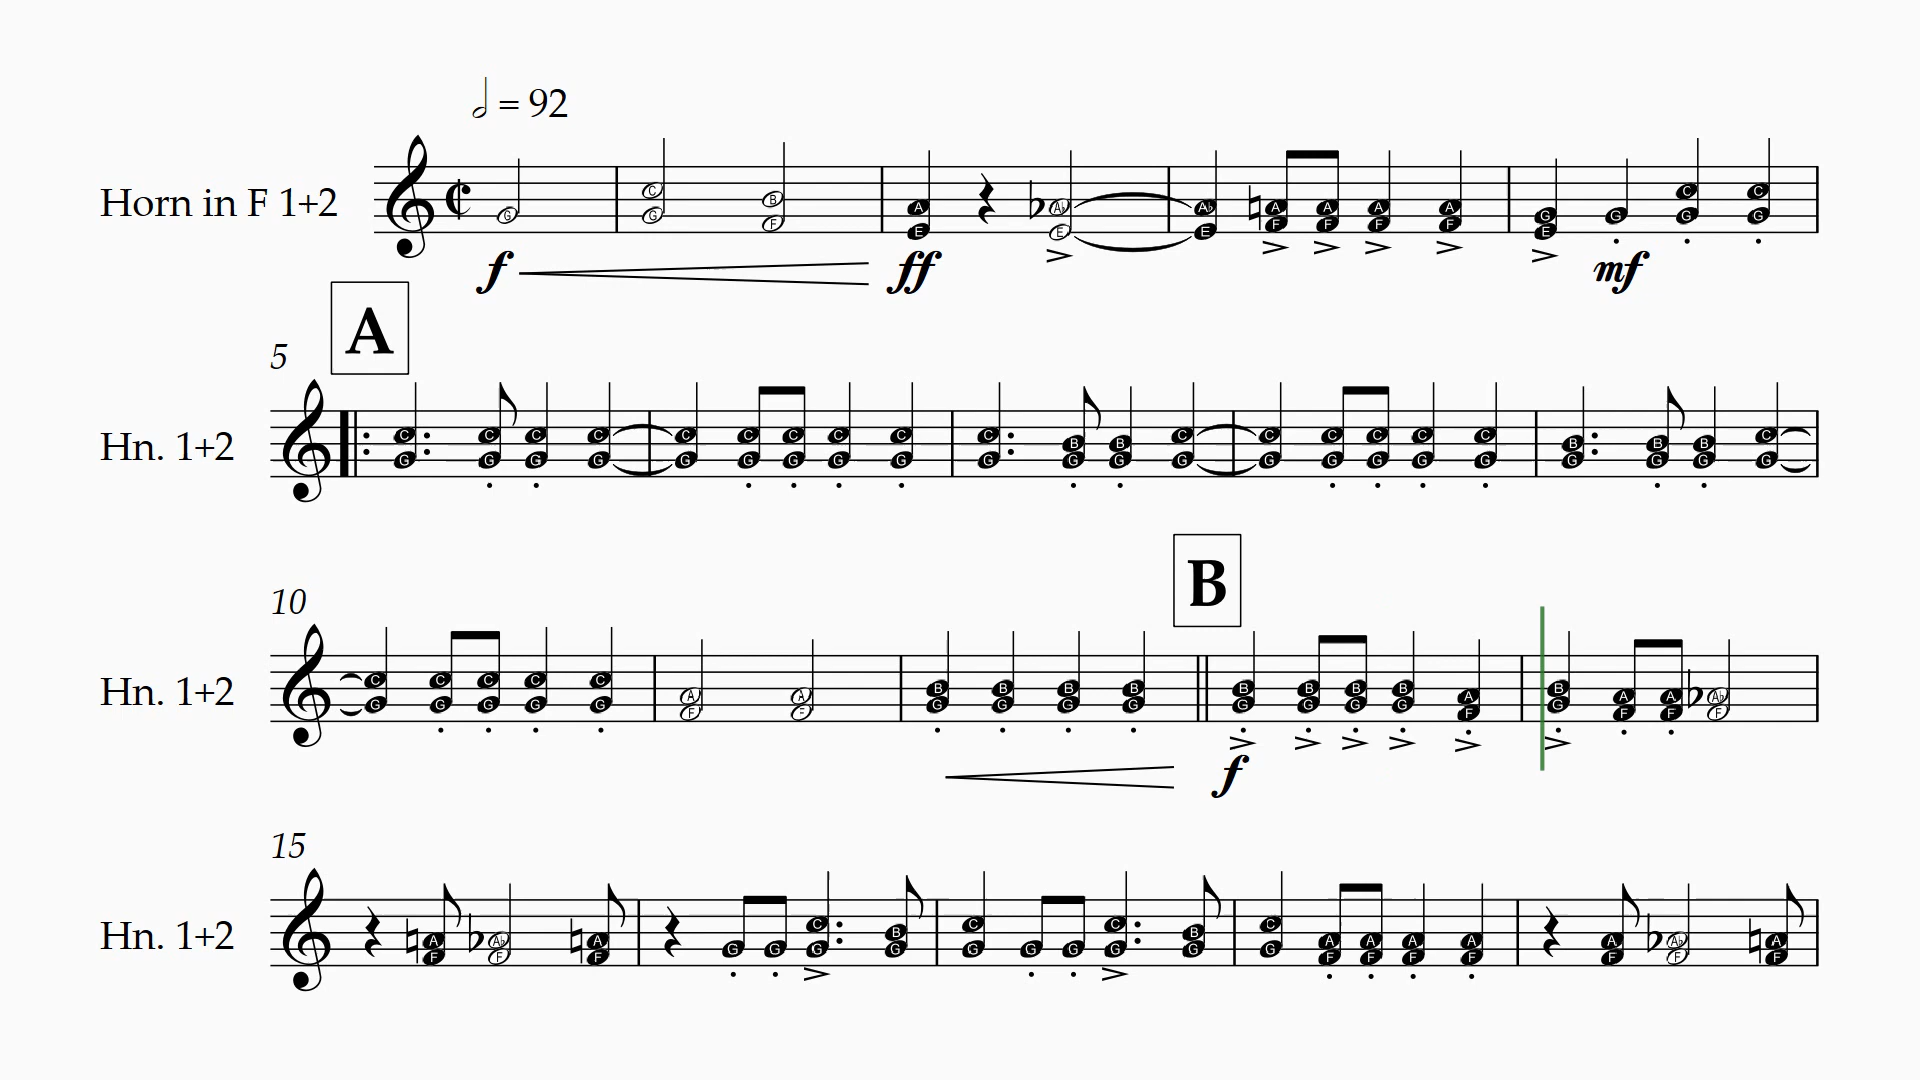 𝅗𝅥 = 92
Horn in F 1+2
G C G B F A E A♭ E A♭ E A F A F A F A F G E G C G C G
f ff mf
A
5
Hn. 1+2
C G C G C G C G C G C G C G C G C G C G B G B G C G C G C G C G C G C G B G B G B G C G
10
B
Hn. 1+2
C G C G C G C G C G A F A E B G B G B G B G B G B G B G B G A F B G A F A F A♭ F
f
15
Hn. 1+2
A F A♭ F A F G G C G B G C G G G C G B G C G A F A F A F A F A F A♭ F A F